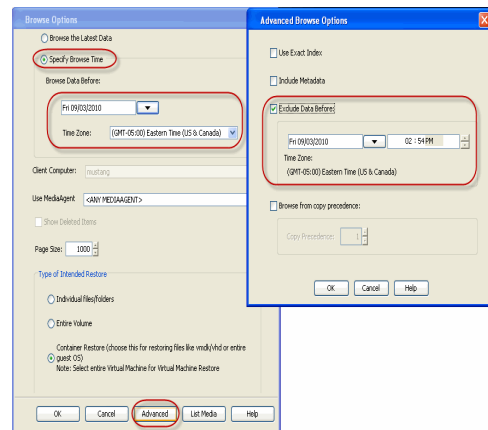 Browse Options
Browse the Latest Data
Specify Browse Time
Browse Data Before:
Fri 09/03/2010
Time Zone: (GMT-05:00) Eastern Time (US & Canada)
Client Computer: mustang
Use MediaAgent <ANY MEDIAAGENT>
Show Deleted Items
Page Size: 1000
Type of Intended Restore
Individual files/folders
Entire Volume
Container Restore (choose this for restoring files like vmdk/vhd or entire
guest OS)
Note: Select entire Virtual Machine for Virtual Machine Restore
OK Cancel Advanced List Media Help
Advanced Browse Options
Use Exact Index
Include Metadata
Exclude Data Before:
Fri 09/03/2010 02 : 54 PM
Time Zone:
(GMT-05:00) Eastern Time (US & Canada)
Browse from copy precedence:
Copy Precedence: 1
OK Cancel Help